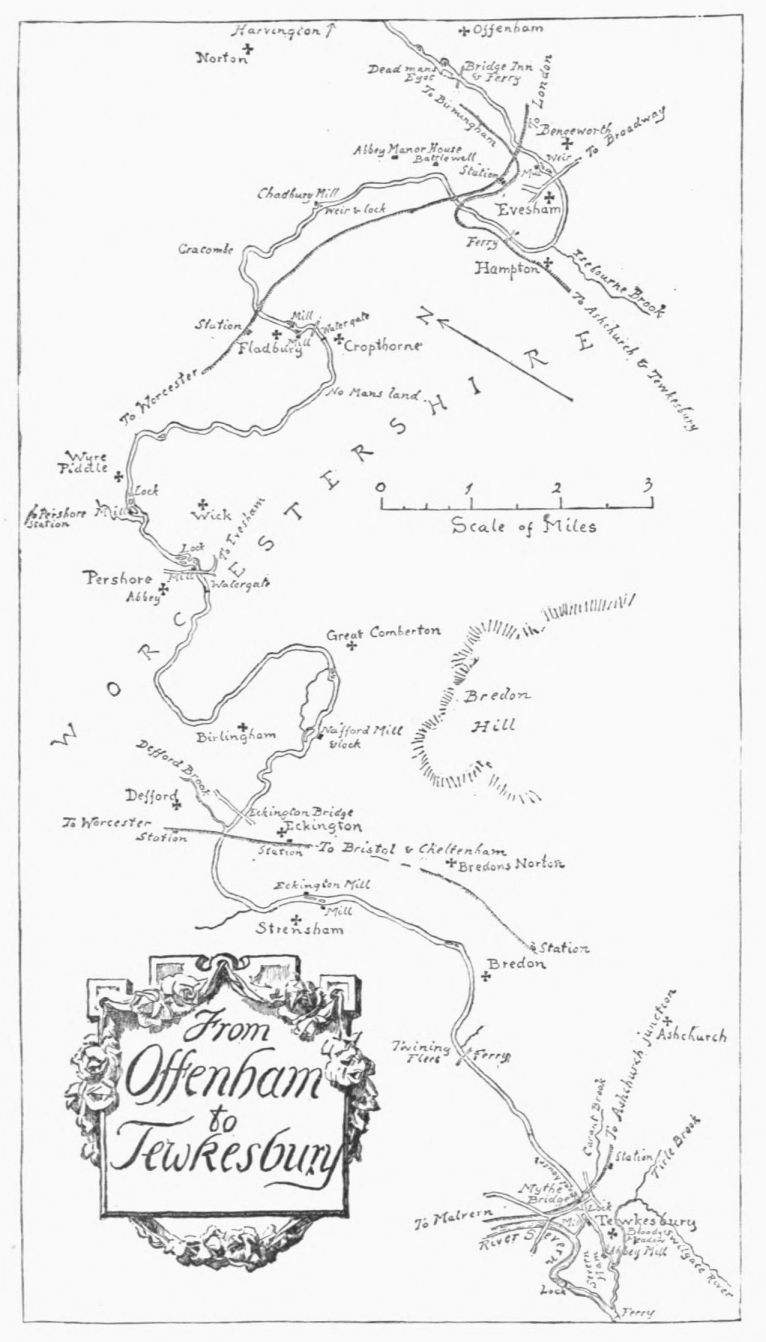 Harvington
Offenham
Norton
Dead mans
Eyot
Bridge Inn
& Ferry
To London
To Birmingham
Bengeworth
To Broadway
Abbey Manor House
Battlewell
Weir
Mill
Station
Chadbury Mill
Weir & lock
Evesham
Ferry
Cracombe
Hampton
Isebourne Brook
N
Station
Mill
Watergate
Mill
Fladbury
Cropthorne
To Ashchurch & Tewkesbury
To Worcester
No Mans land
WORCESTERSHIRE
Wyre
Piddle
Lock
0 1 2 3
Scale of Miles
To Pershore
Station
Mill
Wick
To Evesham
Lock
Pershore
Mill
Watergate
Abbey
Great Comberton
Bredon
Hill
Birlingham
Nafford Mill
& lock
Defford Brook
Defford
Eckington Bridge
To Worcester
Eckington
Station
Station
To Bristol & Cheltenham
Bredons Norton
Eckington Mill
Mill
Strensham
Station
Bredon
From
Offenham
to
Tewkesbury
Twining
Fleet
Ferry
Ashchurch
To Ashchurch junction
Carant Brook
Tirle Brook
Station
Mythe
Bridge
Lock
To Malvern
Mill
Tewkesbury
River Severn
Bloody
Meadow
Abbey Mill
Swilgate River
Severn
Ham
Lock
Ferry